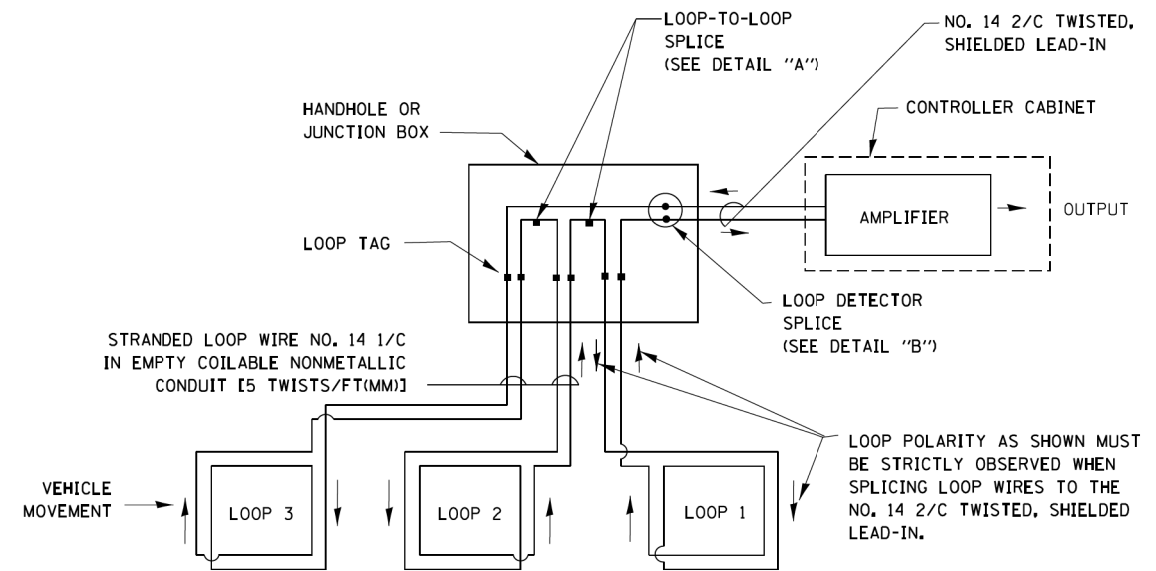 LOOP-TO-LOOP
SPLICE
(SEE DETAIL "A")
NO. 14 2/C TWISTED,
SHIELDED LEAD-IN
HANDHOLE OR
JUNCTION BOX
CONTROLLER CABINET
AMPLIFIER
OUTPUT
LOOP TAG
LOOP DETECTOR
SPLICE
(SEE DETAIL "B")
STRANDED LOOP WIRE NO. 14 1/C
IN EMPTY COILABLE NONMETALLIC
CONDUIT [5 TWISTS/FT(MM)]
LOOP POLARITY AS SHOWN MUST
BE STRICTLY OBSERVED WHEN
SPLICING LOOP WIRES TO THE
NO. 14 2/C TWISTED, SHIELDED
LEAD-IN.
VEHICLE
MOVEMENT
LOOP 3
LOOP 2
LOOP 1